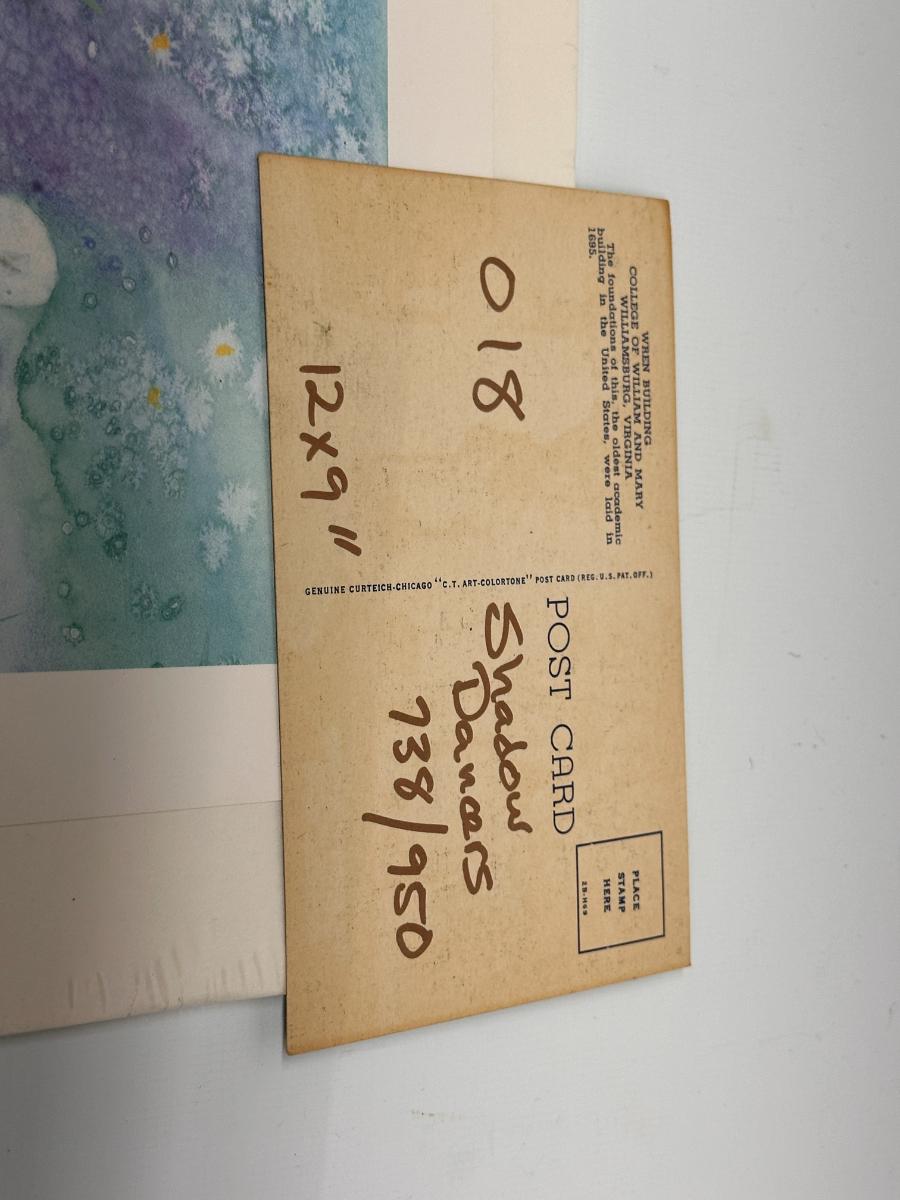 WREN BUILDING
COLLEGE OF WILLIAM AND MARY
WILLIAMSBURG, VIRGINIA
The foundations of this, the oldest academic
building in the United States, were laid in
1695.
018
12x9"
GENUINE CURTEICH-CHICAGO "C.T. ART-COLORTONE" POST CARD (REG. U.S. PAT. OFF.)
POST CARD
PLACE
STAMP
HERE
2B-H69
Shadow
Dancers
738/950